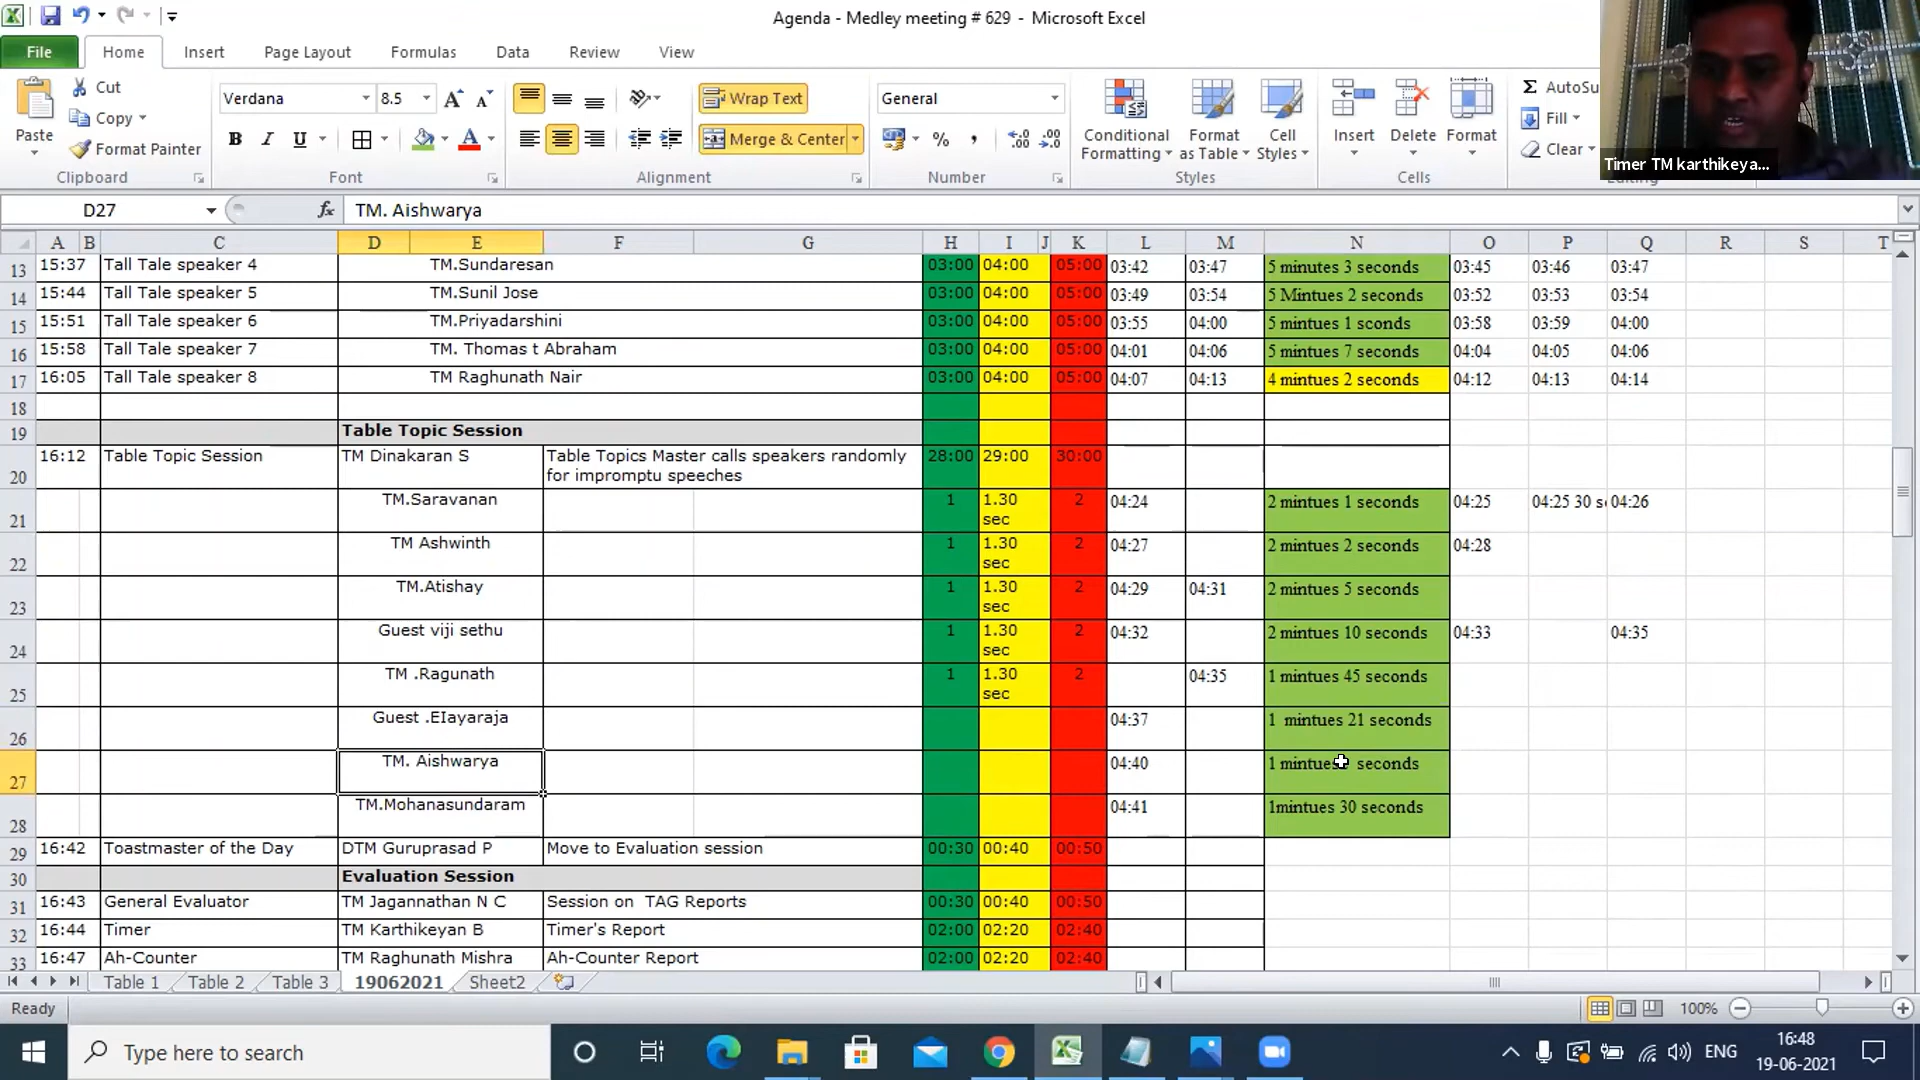 Agenda - Medley meeting # 629 - Microsoft Excel
File Home Insert Page Layout Formulas Data Review View
Paste
Cut
Copy
Format Painter
Clipboard
Verdana 8.5
B I U
Font
Wrap Text
Merge & Center
Alignment
General
Number
Conditional Formatting
Format as Table
Cell Styles
Styles
Insert Delete Format
Cells
AutoSu
Fill
Clear
Timer TM karthikeya...
D27 fx TM. Aishwarya
A B C D E F G H I J K L M N O P Q R S T
13 15:37 Tall Tale speaker 4 TM.Sundaresan 03:00 04:00 05:00 03:42 03:47 5 minutes 3 seconds 03:45 03:46 03:47
14 15:44 Tall Tale speaker 5 TM.Sunil Jose 03:00 04:00 05:00 03:49 03:54 5 Mintues 2 seconds 03:52 03:53 03:54
15 15:51 Tall Tale speaker 6 TM.Priyadarshini 03:00 04:00 05:00 03:55 04:00 5 mintues 1 sconds 03:58 03:59 04:00
16 15:58 Tall Tale speaker 7 TM. Thomas t Abraham 03:00 04:00 05:00 04:01 04:06 5 mintues 7 seconds 04:04 04:05 04:06
17 16:05 Tall Tale speaker 8 TM Raghunath Nair 03:00 04:00 05:00 04:07 04:13 4 mintues 2 seconds 04:12 04:13 04:14
18
19 Table Topic Session
20 16:12 Table Topic Session TM Dinakaran S Table Topics Master calls speakers randomly for impromptu speeches 28:00 29:00 30:00
21 TM.Saravanan 1 1.30 sec 2 04:24 2 mintues 1 seconds 04:25 04:25 30 s 04:26
22 TM Ashwinth 1 1.30 sec 2 04:27 2 mintues 2 seconds 04:28
23 TM.Atishay 1 1.30 sec 2 04:29 04:31 2 mintues 5 seconds
24 Guest viji sethu 1 1.30 sec 2 04:32 2 mintues 10 seconds 04:33 04:35
25 TM .Ragunath 1 1.30 sec 2 04:35 1 mintues 45 seconds
26 Guest .EIayaraja 04:37 1 mintues 21 seconds
27 TM. Aishwarya 04:40 1 mintues seconds
28 TM.Mohanasundaram 04:41 1mintues 30 seconds
29 16:42 Toastmaster of the Day DTM Guruprasad P Move to Evaluation session 00:30 00:40 00:50
30 Evaluation Session
31 16:43 General Evaluator TM Jagannathan N C Session on TAG Reports 00:30 00:40 00:50
32 16:44 Timer TM Karthikeyan B Timer's Report 02:00 02:20 02:40
33 16:47 Ah-Counter TM Raghunath Mishra Ah-Counter Report 02:00 02:20 02:40
Table 1 Table 2 Table 3 19062021 Sheet2
Ready 100%
Type here to search
ENG
16:48
19-06-2021